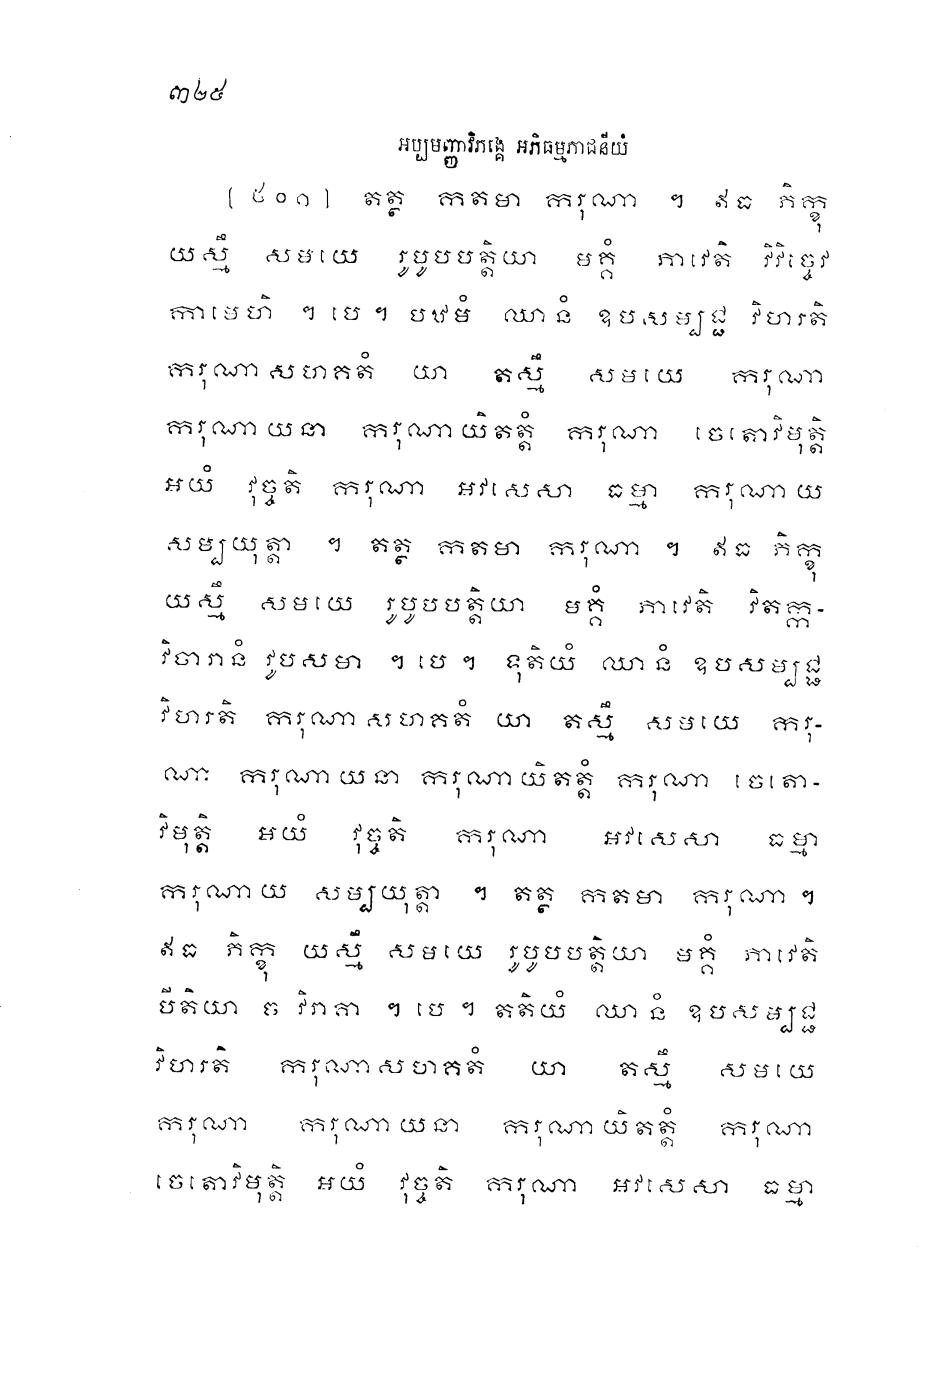 ៣២៥
អប្បមញ្ញាវិភង្គេ អភិធម្មភាជនីយំ
[៥០១] តត្ថ កតមា ករុណា ។ ឥធ ភិក្ខុ
យស្មឹ សមយេ រូបូបបត្តិយា មគ្គំ ភាវេតិ វិវិច្ចេវ
កាមេហិ ។ បេ ។ បឋមំ ឈានំ ឧបសម្បជ្ជ វិហរតិ
ករុណាសហគតំ យា តស្មឹ សមយេ ករុណា
ករុណាយនា ករុណាយិតត្តំ ករុណា ចេតោវិមុត្តិ
អយំ វុច្ចតិ ករុណា អវសេសា ធម្មា ករុណាយ
សម្បយុត្តា ។ តត្ថ កតមា ករុណា ។ ឥធ ភិក្ខុ
យស្មឹ សមយេ រូបូបបត្តិយា មគ្គំ ភាវេតិ វិតក្ក-
វិចារានំ វូបសមា ។ បេ ។ ទុតិយំ ឈានំ ឧបសម្បជ្ជ
វិហរតិ ករុណាសហគតំ យា តស្មឹ សមយេ ករុ-
ណា ករុណាយនា ករុណាយិតត្តំ ករុណា ចេតោ-
វិមុត្តិ អយំ វុច្ចតិ ករុណា អវសេសា ធម្មា
ករុណាយ សម្បយុត្តា ។ តត្ថ កតមា ករុណា ។
ឥធ ភិក្ខុ យស្មឹ សមយេ រូបូបបត្តិយា មគ្គំ ភាវេតិ
បីតិយា ច វិរាគា ។ បេ ។ តតិយំ ឈានំ ឧបសម្បជ្ជ
វិហរតិ ករុណាសហគតំ យា តស្មឹ សមយេ
ករុណា ករុណាយនា ករុណាយិតត្តំ ករុណា
ចេតោវិមុត្តិ អយំ វុច្ចតិ ករុណា អវសេសា ធម្មា